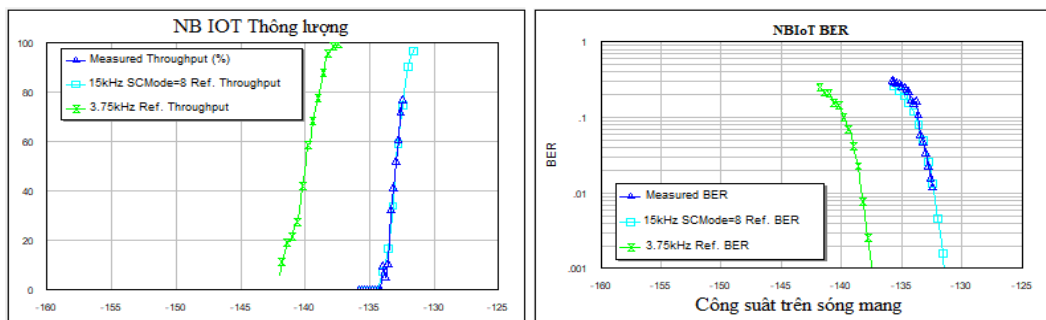 NB IOT Thông lượng
100
80
60
40
20
0
Measured Throughput (%)
15kHz SCMode=8 Ref. Throughput
3.75kHz Ref. Throughput
-160
-155
-150
-145
-140
-135
-130
-125
NBIoT BER
1
.1
.01
.001
BER
Measured BER
15kHz SCMode=8 Ref. BER
3.75kHz Ref. BER
-160
-155
-150
-145
-140
-135
-130
-125
Công suât trên sóng mang